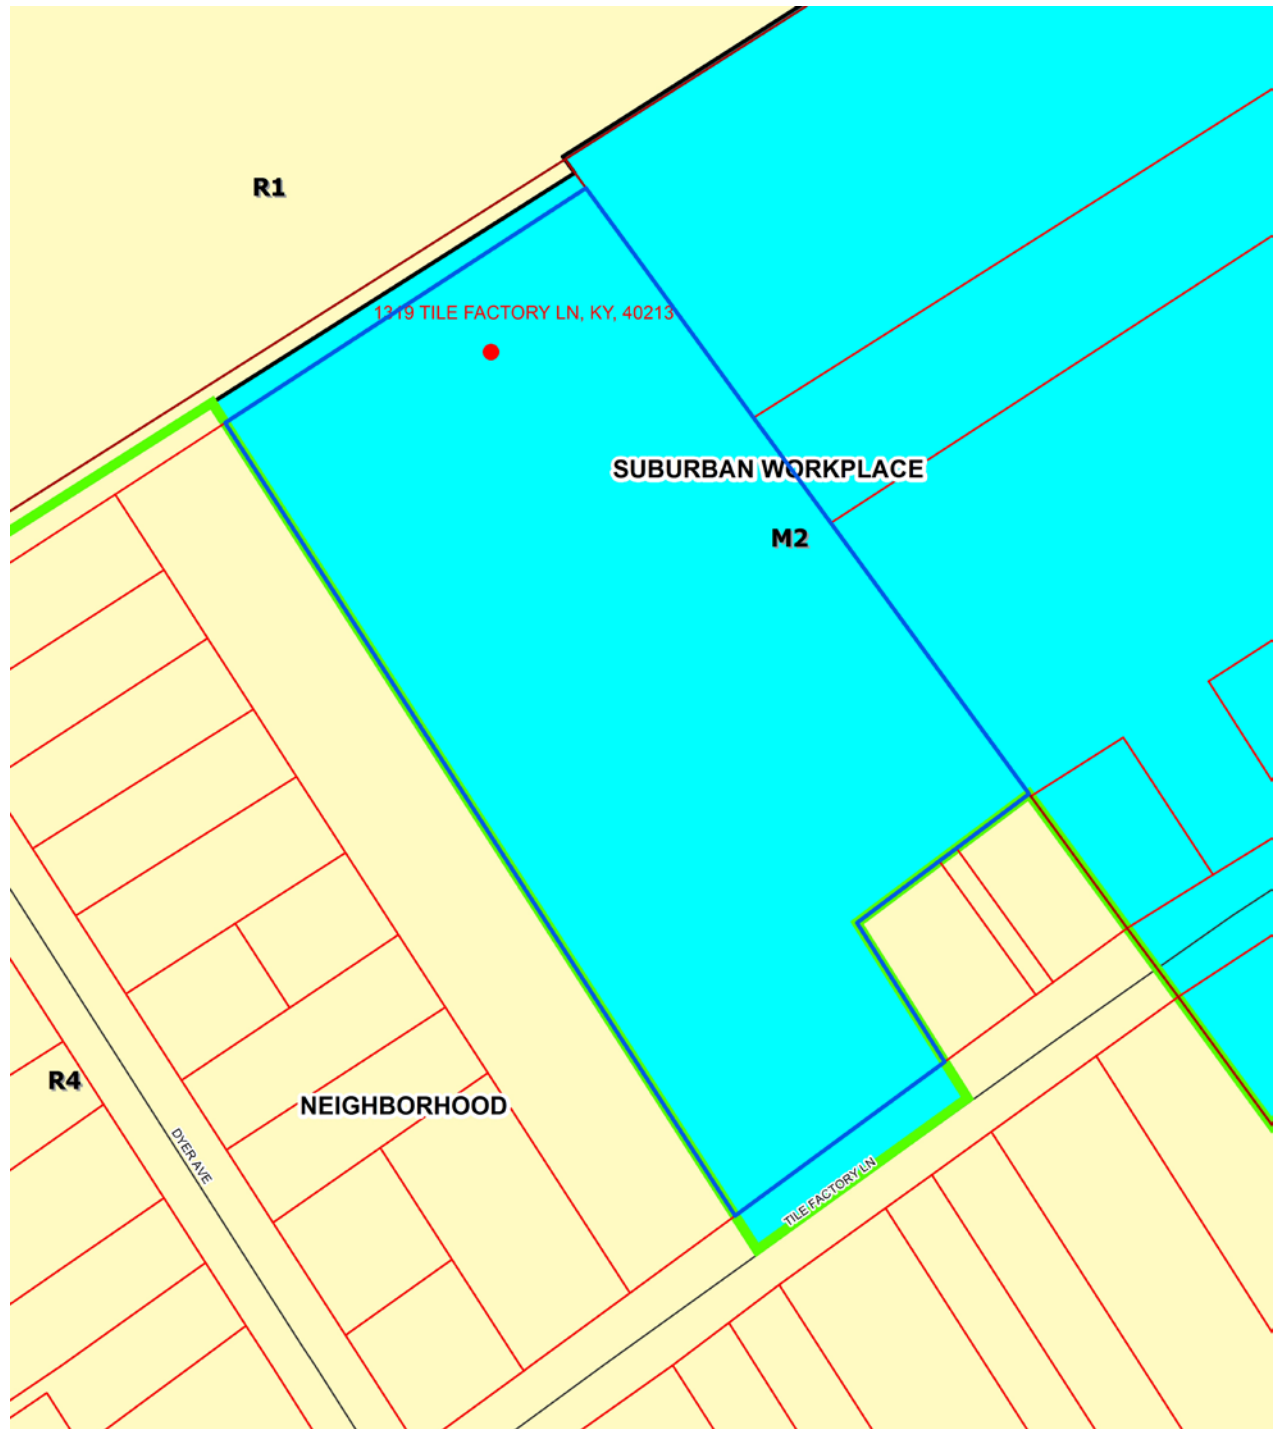 R1
1319 TILE FACTORY LN, KY, 40213
SUBURBAN WORKPLACE
M2
R4
NEIGHBORHOOD
DYER AVE
TILE FACTORY LN